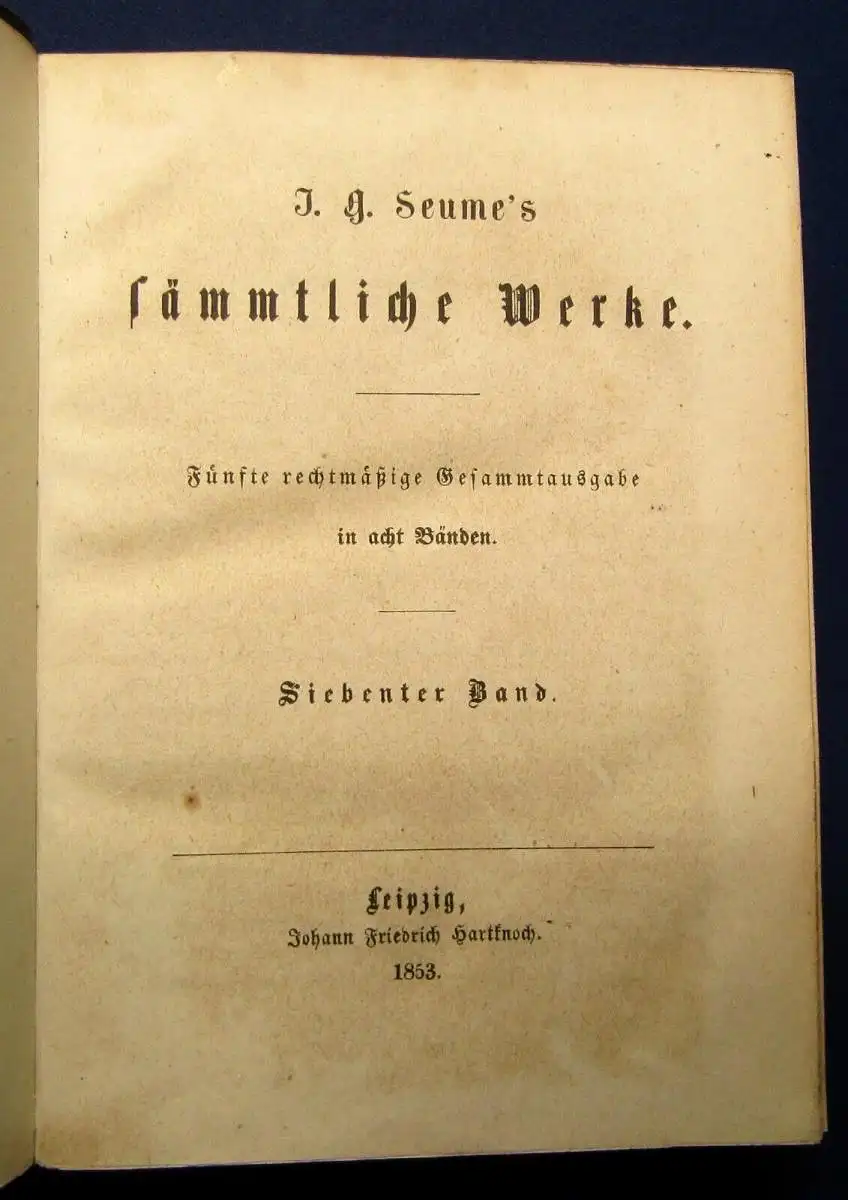 J. G. Seume's
sämmtliche Werke.
Fünfte rechtmäßige Gesammtausgabe
in acht Bänden.
Siebenter Band.
Leipzig,
Johann Friedrich Hartknoch.
1853.